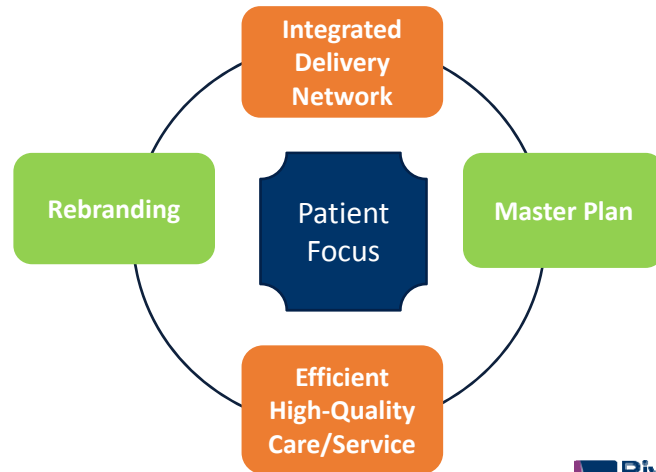 Integrated
Delivery
Network
Rebranding
Patient
Focus
Master Plan
Efficient
High-Quality
Care/Service